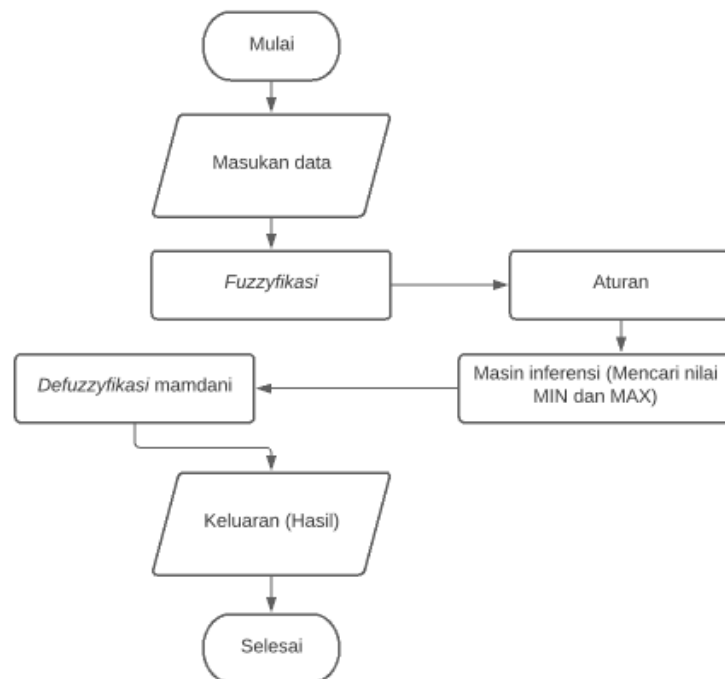 Mulai
Masukan data
Fuzzyfikasi
Aturan
Masin inferensi (Mencari nilai
MIN dan MAX)
Defuzzyfikasi mamdani
Keluaran (Hasil)
Selesai